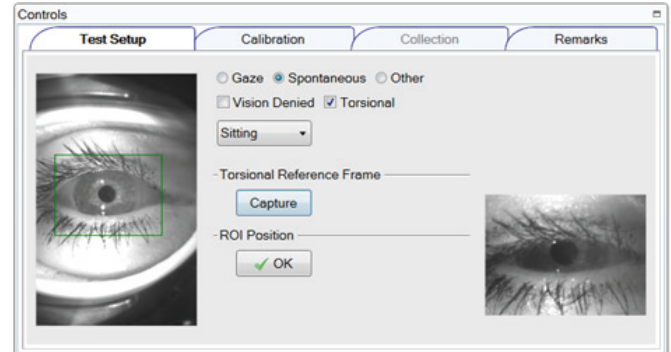 Controls
Test Setup Calibration Collection Remarks
Gaze Spontaneous Other
Vision Denied Torsional
Sitting
Torsional Reference Frame
Capture
ROI Position
OK